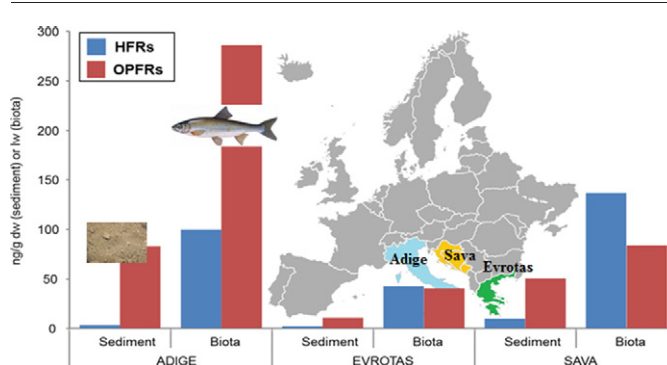 HFRs
OPFRs
ng/g dw (sediment) or lw (biota)
300
250
200
150
100
50
0
Adige
Sava
Evrotas
Sediment Biota Sediment Biota Sediment Biota
ADIGE EVROTAS SAVA